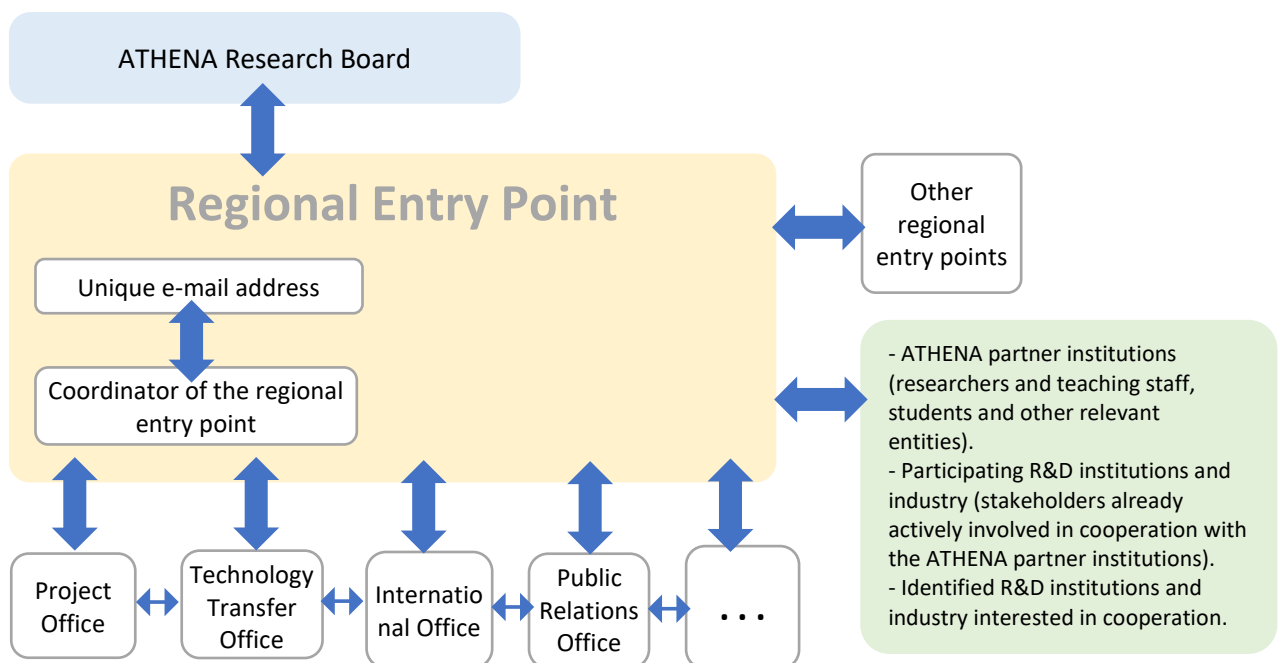 ATHENA Research Board
Regional Entry Point
Unique e-mail address
Coordinator of the regional
entry point
Other
regional
entry points
- ATHENA partner institutions
(researchers and teaching staff,
students and other relevant
entities).
- Participating R&D institutions and
industry (stakeholders already
actively involved in cooperation with
the ATHENA partner institutions).
- Identified R&D institutions and
industry interested in cooperation.
Project
Office
Technology
Transfer
Office
Internatio
nal Office
Public
Relations
Office
...